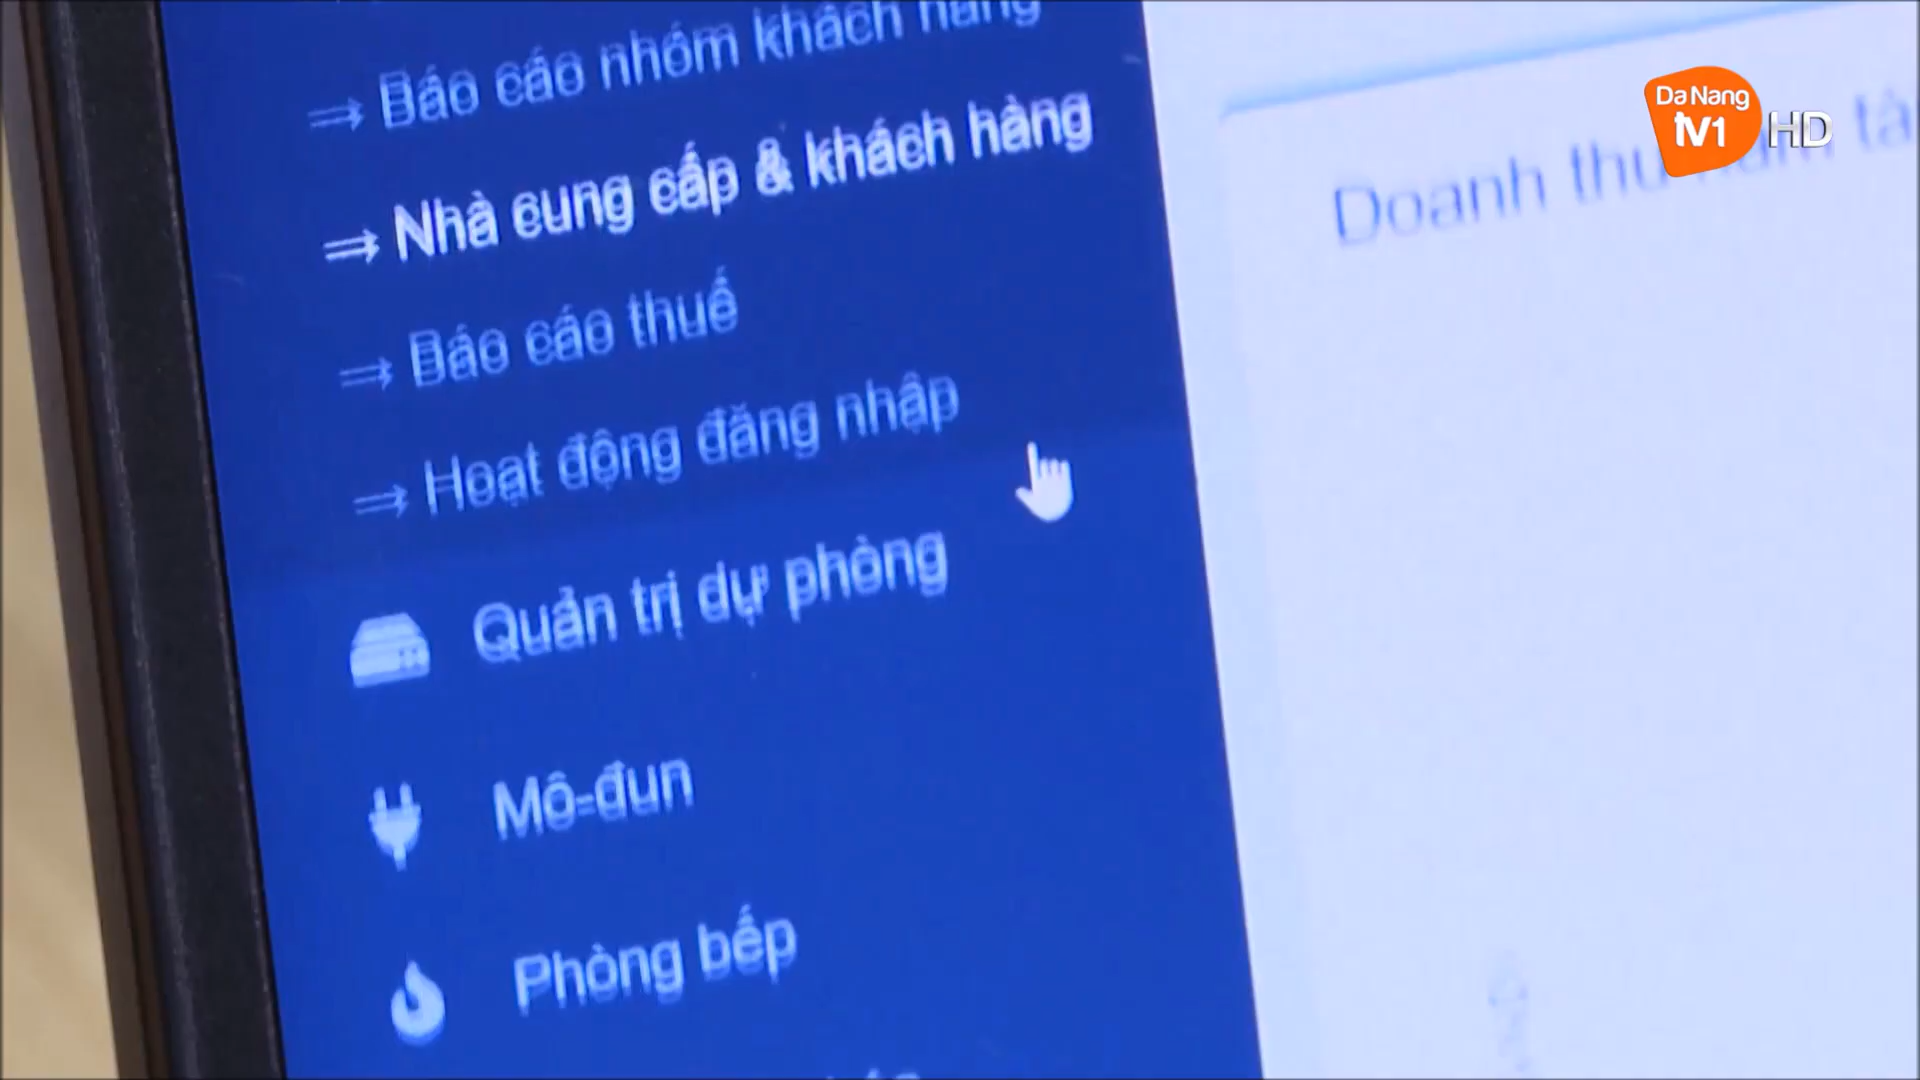 ⇒ Báo cáo nhóm khách hàng
⇒ Nhà cung cấp & khách hàng
⇒ Báo cáo thuế
⇒ Hoạt động đăng nhập
Quản trị dự phòng
Mô-đun
Phòng bếp
Doanh thu
Da Nang
TV1 HD